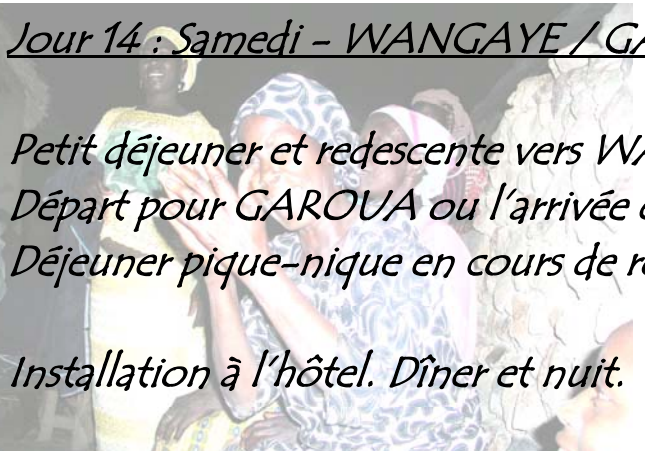 Jour 14 : Samedi – WANGAYE / GA
Petit déjeuner et redescente vers WA
Départ pour GAROUA ou l'arrivée
Déjeuner pique-nique en cours de r
Installation à l'hôtel. Dîner et nuit.